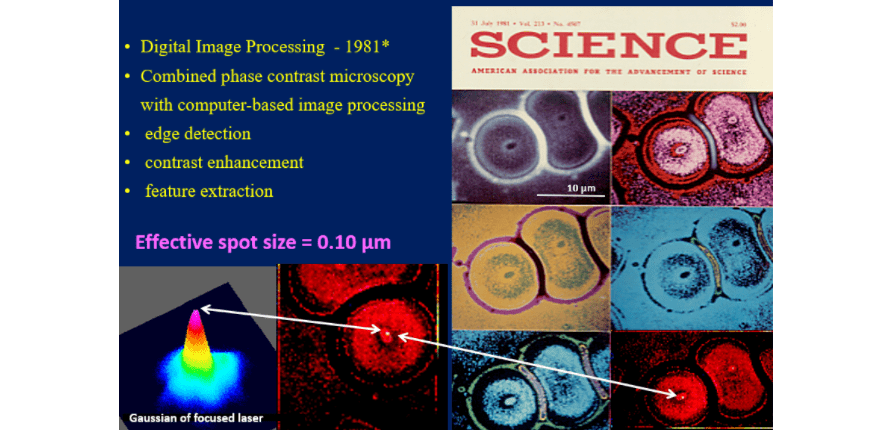 • Digital Image Processing - 1981*
• Combined phase contrast microscopy
with computer-based image processing
• edge detection
• contrast enhancement
• feature extraction
Effective spot size = 0.10 µm
Gaussian of focused laser
31 July 1981 • Vol. 213 • No. 4507
$2.00
SCIENCE
AMERICAN ASSOCIATION FOR THE ADVANCEMENT OF SCIENCE
10 µm